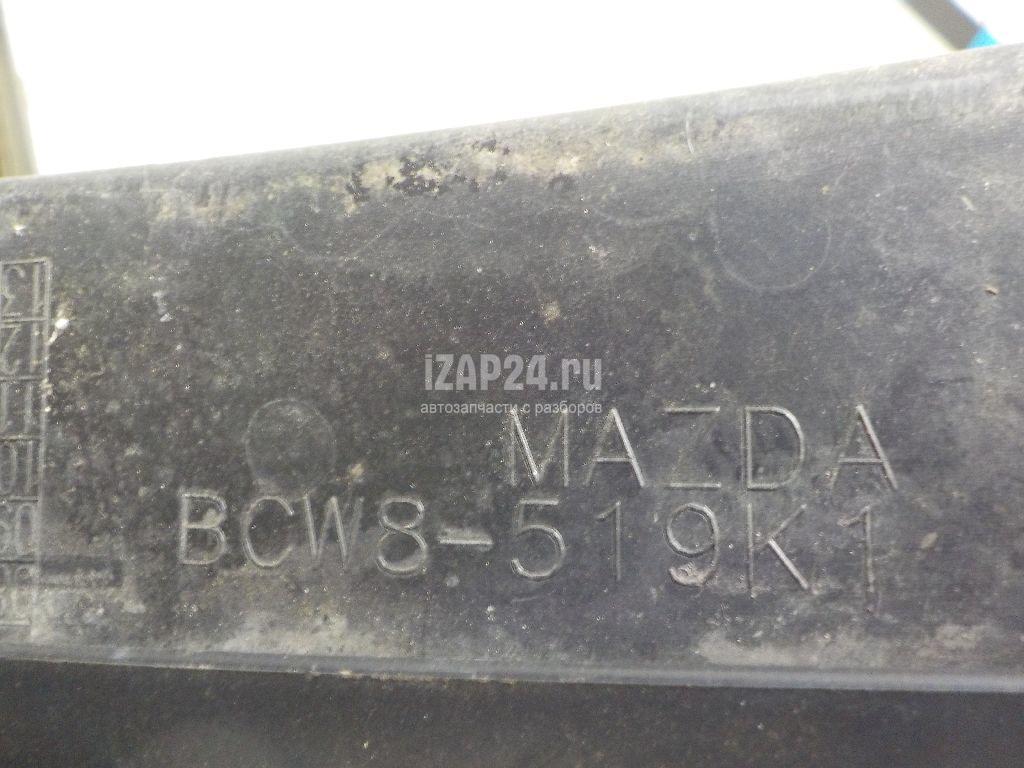 iZAP24.ru
автозапчасти с разборов
MAZDA
BCW8-519K1